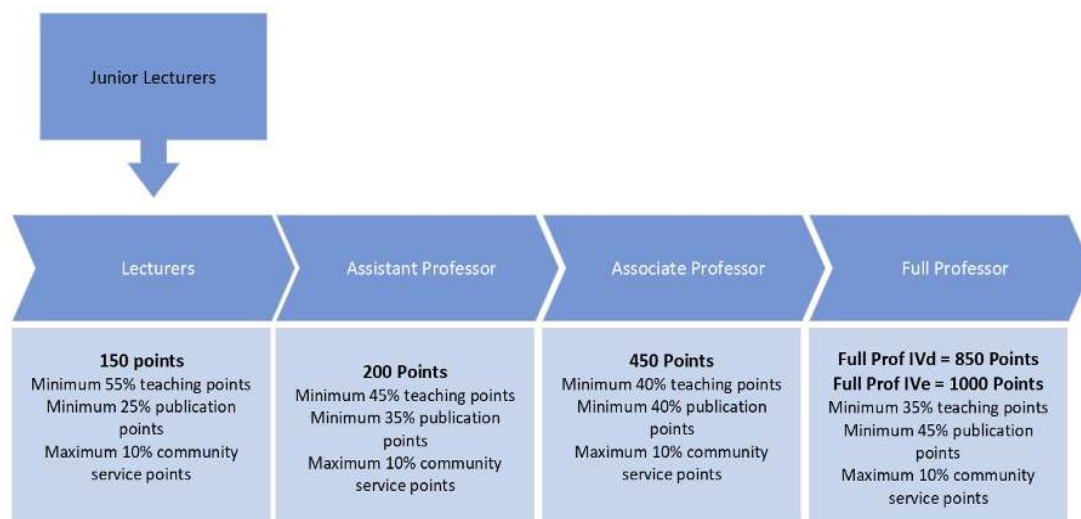 Junior Lecturers
Lecturers
Assistant Professor
Associate Professor
Full Professor
150 points
Minimum 55% teaching points
Minimum 25% publication
points
Maximum 10% community
service points
200 Points
Minimum 45% teaching points
Minimum 35% publication
points
Maximum 10% community
service points
450 Points
Minimum 40% teaching points
Minimum 40% publication
points
Maximum 10% community
service points
Full Prof IVd = 850 Points
Full Prof IVe = 1000 Points
Minimum 35% teaching points
Minimum 45% publication
points
Maximum 10% community
service points